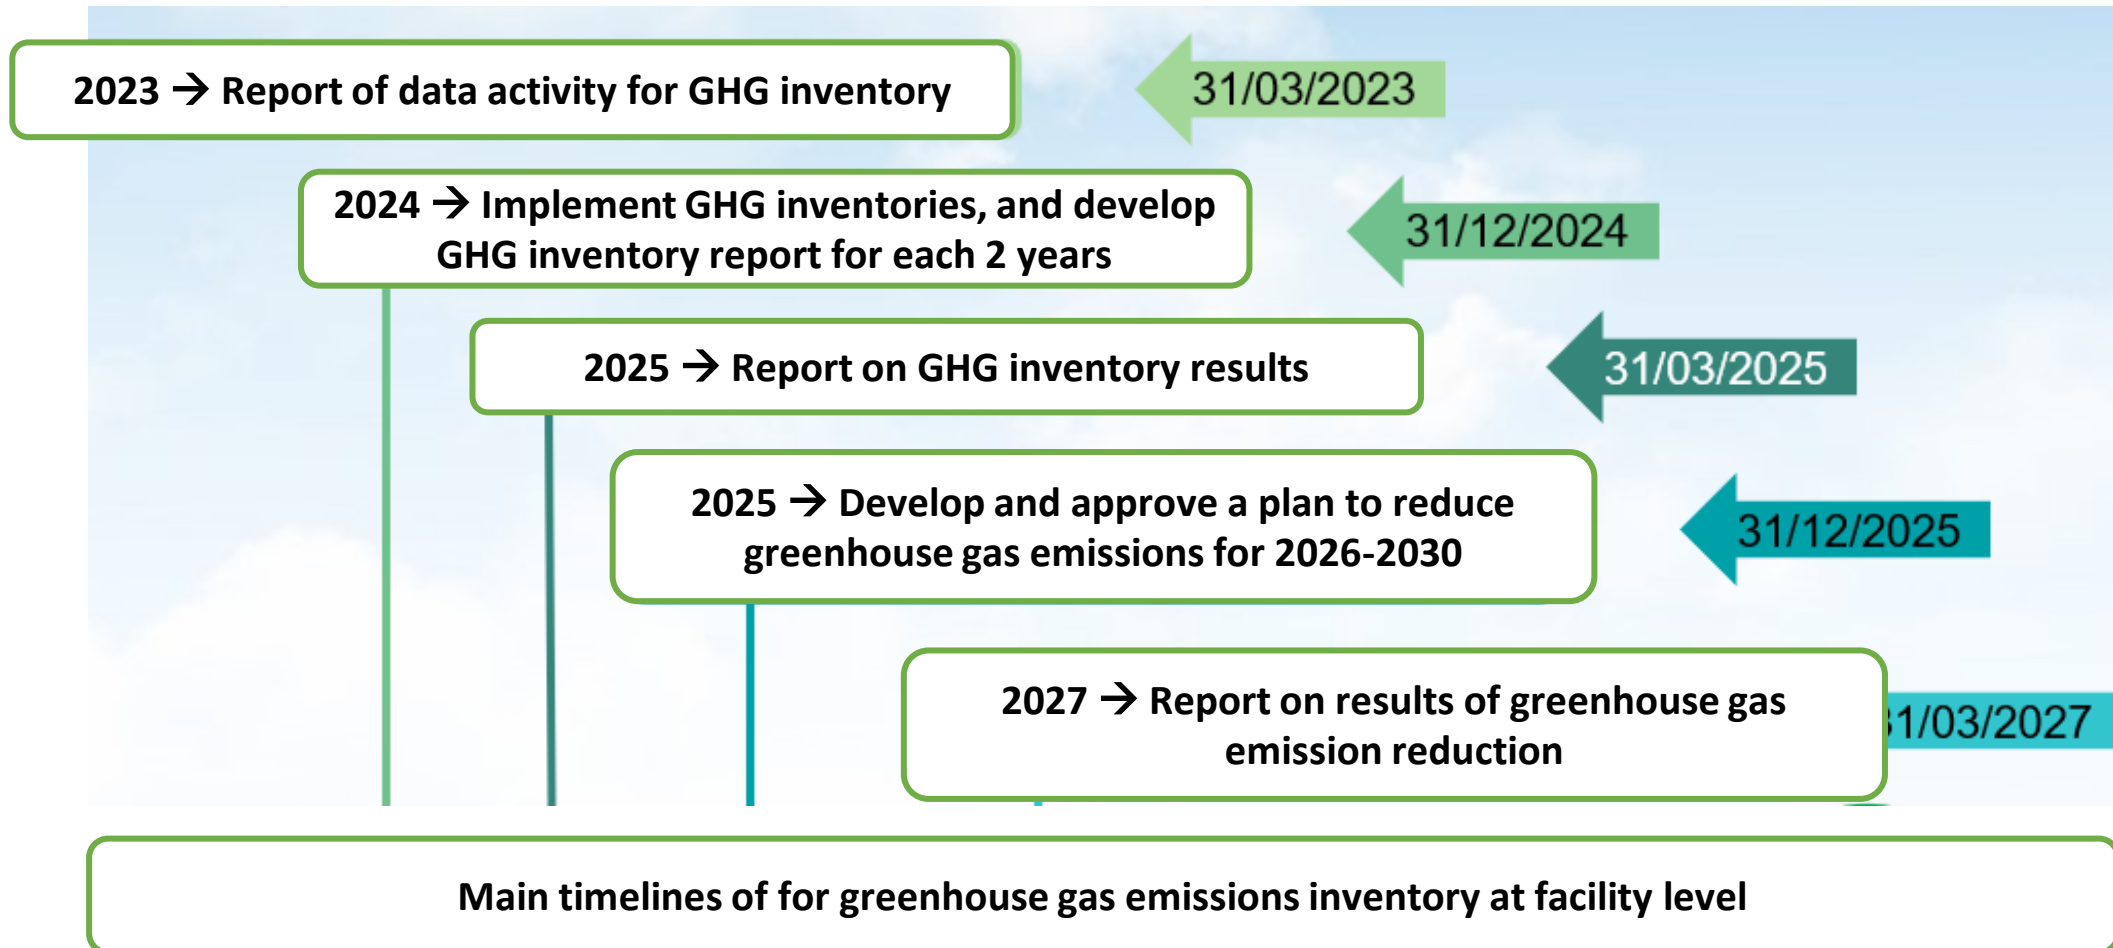 2023 → Report of data activity for GHG inventory
31/03/2023
2024 → Implement GHG inventories, and develop
GHG inventory report for each 2 years
31/12/2024
2025 → Report on GHG inventory results
31/03/2025
2025 → Develop and approve a plan to reduce
greenhouse gas emissions for 2026-2030
31/12/2025
2027 → Report on results of greenhouse gas
emission reduction
31/03/2027
Main timelines of for greenhouse gas emissions inventory at facility level